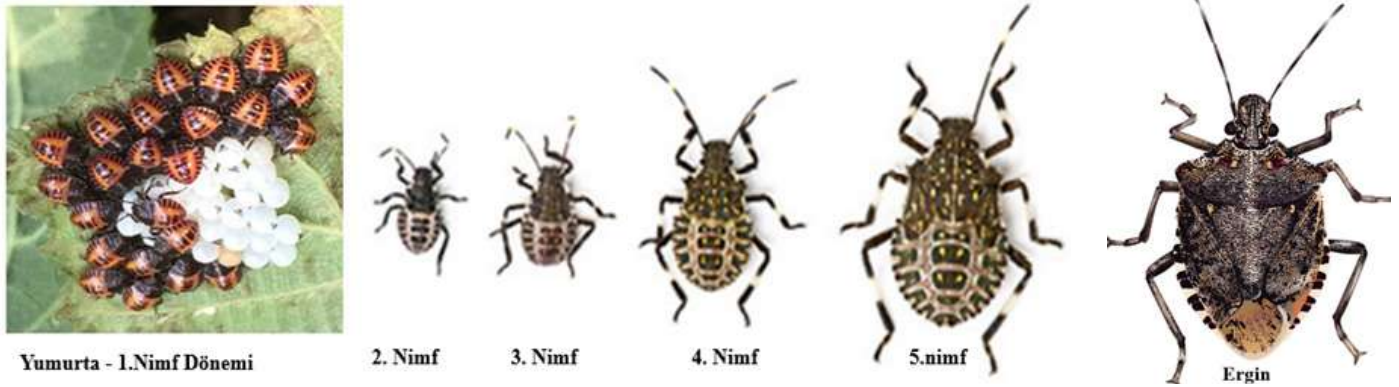 Yumurta - 1.Nimf Dönemi
2. Nimf
3. Nimf
4. Nimf
5.nimf
Ergin